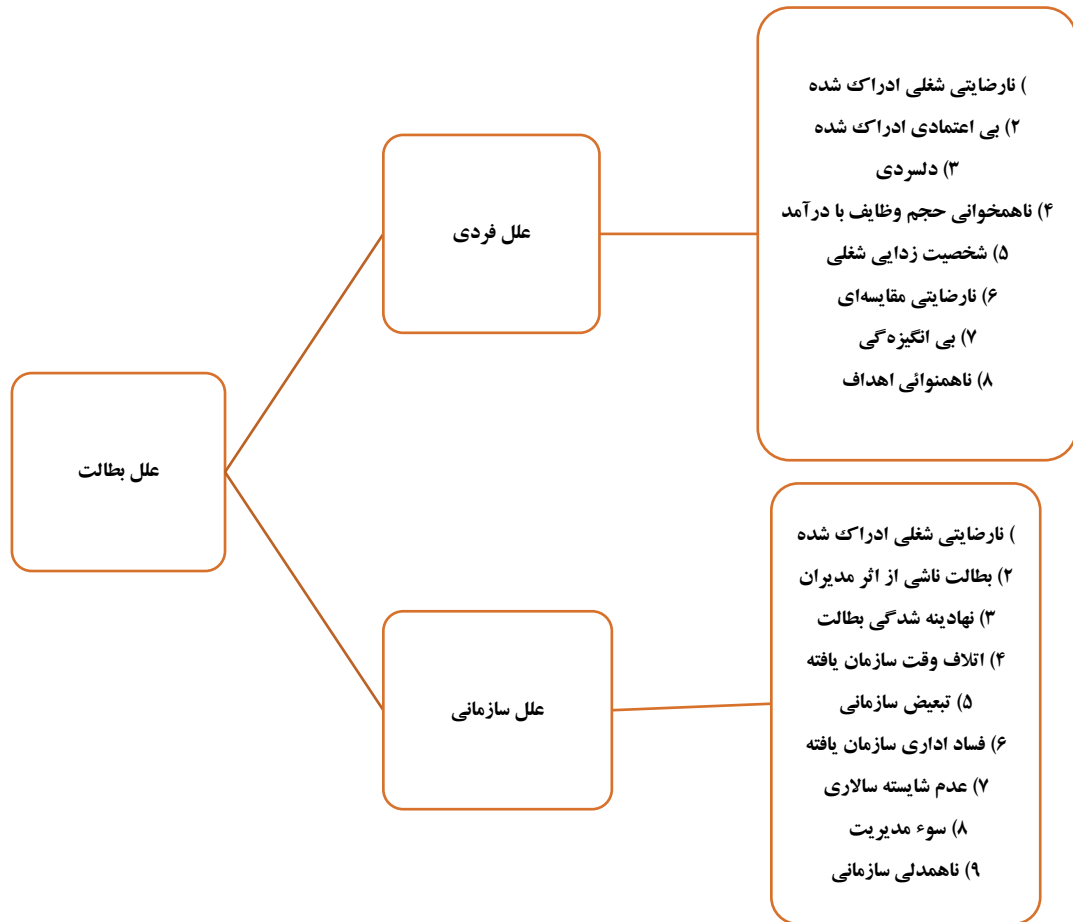 علل بطالت
علل فردی
) نارضایتی شغلی ادراک شده
۲) بی اعتمادی ادراک شده
۳) دلسردی
۴) ناهمخوانی حجم وظایف با درآمد
۵) شخصیت زدایی شغلی
۶) نارضایتی مقایسه‌ای
۷) بی انگیزه‌گی
۸) ناهمنوائی اهداف
علل سازمانی
) نارضایتی شغلی ادراک شده
۲) بطالت ناشی از اثر مدیران
۳) نهادینه شدگی بطالت
۴) اتلاف وقت سازمان یافته
۵) تبعیض سازمانی
۶) فساد اداری سازمان یافته
۷) عدم شایسته سالاری
۸) سوء مدیریت
۹) ناهمدلی سازمانی